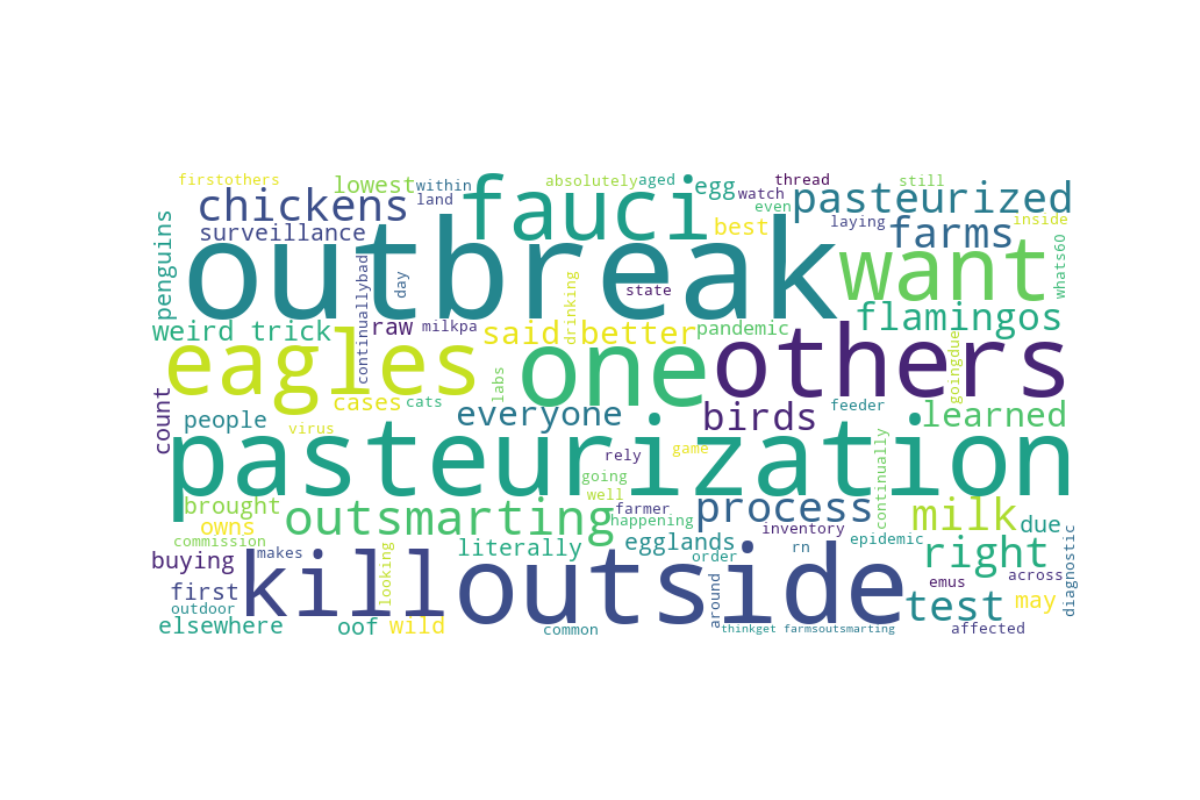 firstothers
lowest
within
absolutely
aged
egg
thread
still
chickens
land
fauci
watch
pasteurized
even
surveillance
best
laying
farms
inside
penguins
outbreak
want
whats60
continuallybad
day
state
drinking
weird trick
raw
milkpa
said better
pandemic
flamingos
eagles
one
others
goingdue
labs
count
cases
cats
everyone
birds
feeder
learned
people
virus
pasteurization
rely
game
going
continually
well
brought
owns
outsmarting
farmer
happening
process
inventory
milk
due
commission
literally
egglands
rn
epidemic
diagnostic
buying
makes
looking
order
right
across
first
kill
outside
around
test
emus
may
outdoor
elsewhere
oof
wild
common
thinkget
farmsoutsmarting
affected